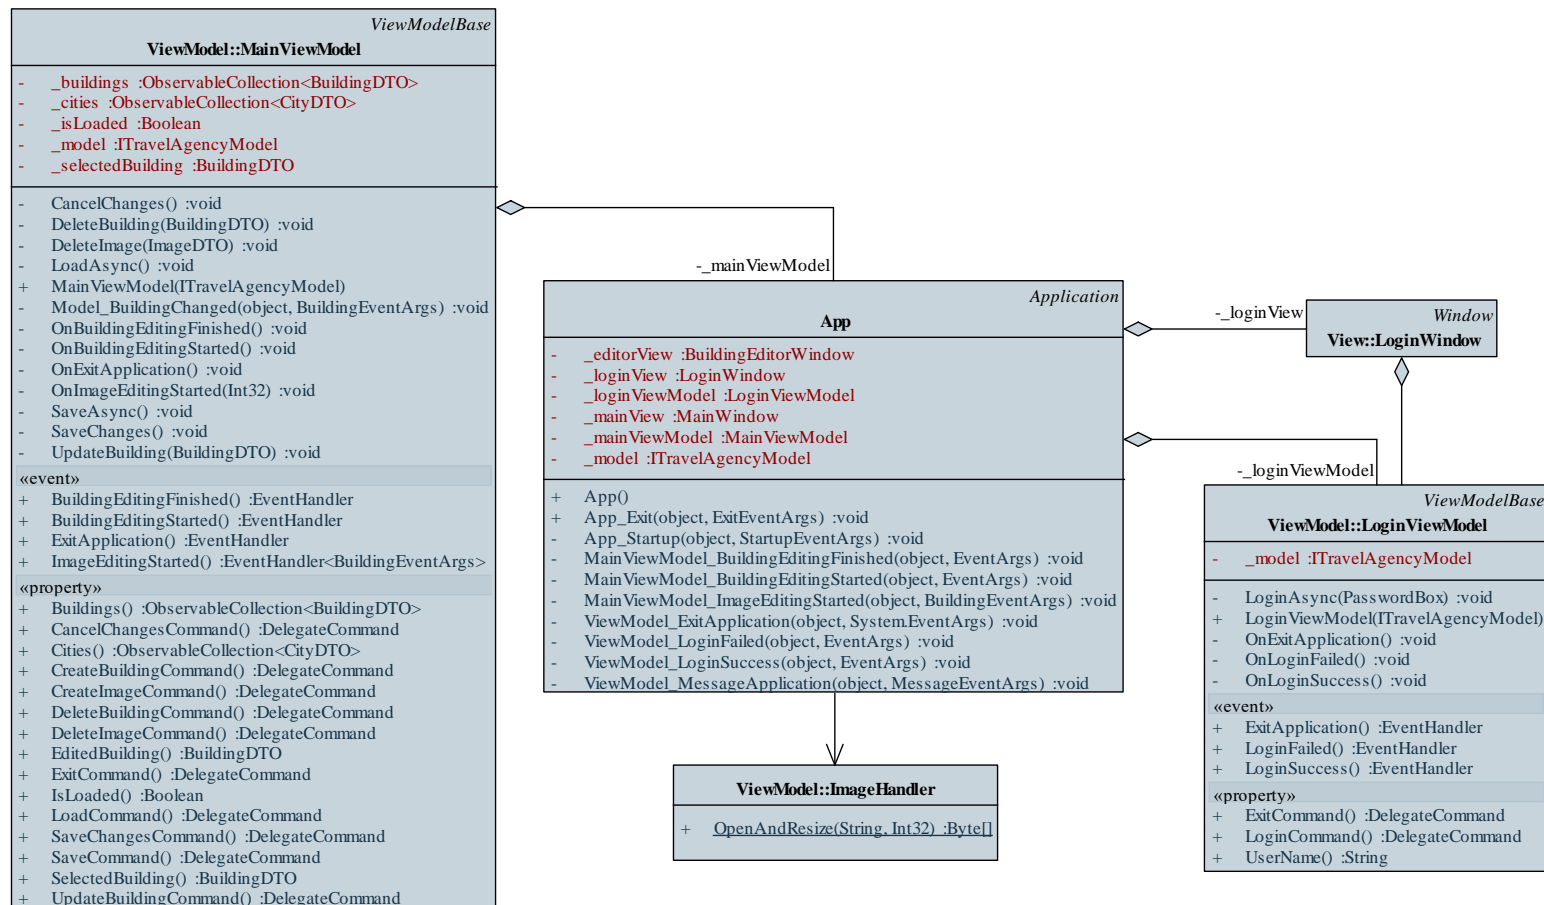 ViewModelBase
ViewModel::MainViewModel
- _buildings :ObservableCollection<BuildingDTO>
- _cities :ObservableCollection<CityDTO>
- _isLoaded :Boolean
- _model :ITravelAgencyModel
- _selectedBuilding :BuildingDTO
- CancelChanges() :void
- DeleteBuilding(BuildingDTO) :void
- DeleteImage(ImageDTO) :void
- LoadAsync() :void
+ MainViewModel(ITravelAgencyModel)
- Model_BuildingChanged(object, BuildingEventArgs) :void
- OnBuildingEditingFinished() :void
- OnBuildingEditingStarted() :void
- OnExitApplication() :void
- OnImageEditingStarted(Int32) :void
- SaveAsync() :void
- SaveChanges() :void
- UpdateBuilding(BuildingDTO) :void
«event»
+ BuildingEditingFinished() :EventHandler
+ BuildingEditingStarted() :EventHandler
+ ExitApplication() :EventHandler
+ ImageEditingStarted() :EventHandler<BuildingEventArgs>
«property»
+ Buildings() :ObservableCollection<BuildingDTO>
+ CancelChangesCommand() :DelegateCommand
+ Cities() :ObservableCollection<CityDTO>
+ CreateBuildingCommand() :DelegateCommand
+ CreateImageCommand() :DelegateCommand
+ DeleteBuildingCommand() :DelegateCommand
+ DeleteImageCommand() :DelegateCommand
+ EditedBuilding() :BuildingDTO
+ ExitCommand() :DelegateCommand
+ IsLoaded() :Boolean
+ LoadCommand() :DelegateCommand
+ SaveChangesCommand() :DelegateCommand
+ SaveCommand() :DelegateCommand
+ SelectedBuilding() :BuildingDTO
+ UpdateBuildingCommand() :DelegateCommand
-_mainViewModel
Application
App
- _editorView :BuildingEditorWindow
- _loginView :LoginWindow
- _loginViewModel :LoginViewModel
- _mainView :MainWindow
- _mainViewModel :MainViewModel
- _model :ITravelAgencyModel
+ App()
+ App_Exit(object, ExitEventArgs) :void
- App_Startup(object, StartupEventArgs) :void
- MainViewModel_BuildingEditingFinished(object, EventArgs) :void
- MainViewModel_BuildingEditingStarted(object, EventArgs) :void
- MainViewModel_ImageEditingStarted(object, BuildingEventArgs) :void
- ViewModel_ExitApplication(object, System.EventArgs) :void
- ViewModel_LoginFailed(object, EventArgs) :void
- ViewModel_LoginSuccess(object, EventArgs) :void
- ViewModel_MessageApplication(object, MessageEventArgs) :void
ViewModel::ImageHandler
+ OpenAndResize(String, Int32) :Byte[]
-_loginView
Window
View::LoginWindow
-_loginViewModel
ViewModelBase
ViewModel::LoginViewModel
- _model :ITravelAgencyModel
- LoginAsync(PasswordBox) :void
+ LoginViewModel(ITravelAgencyModel)
- OnExitApplication() :void
- OnLoginFailed() :void
- OnLoginSuccess() :void
«event»
+ ExitApplication() :EventHandler
+ LoginFailed() :EventHandler
+ LoginSuccess() :EventHandler
«property»
+ ExitCommand() :DelegateCommand
+ LoginCommand() :DelegateCommand
+ UserName() :String